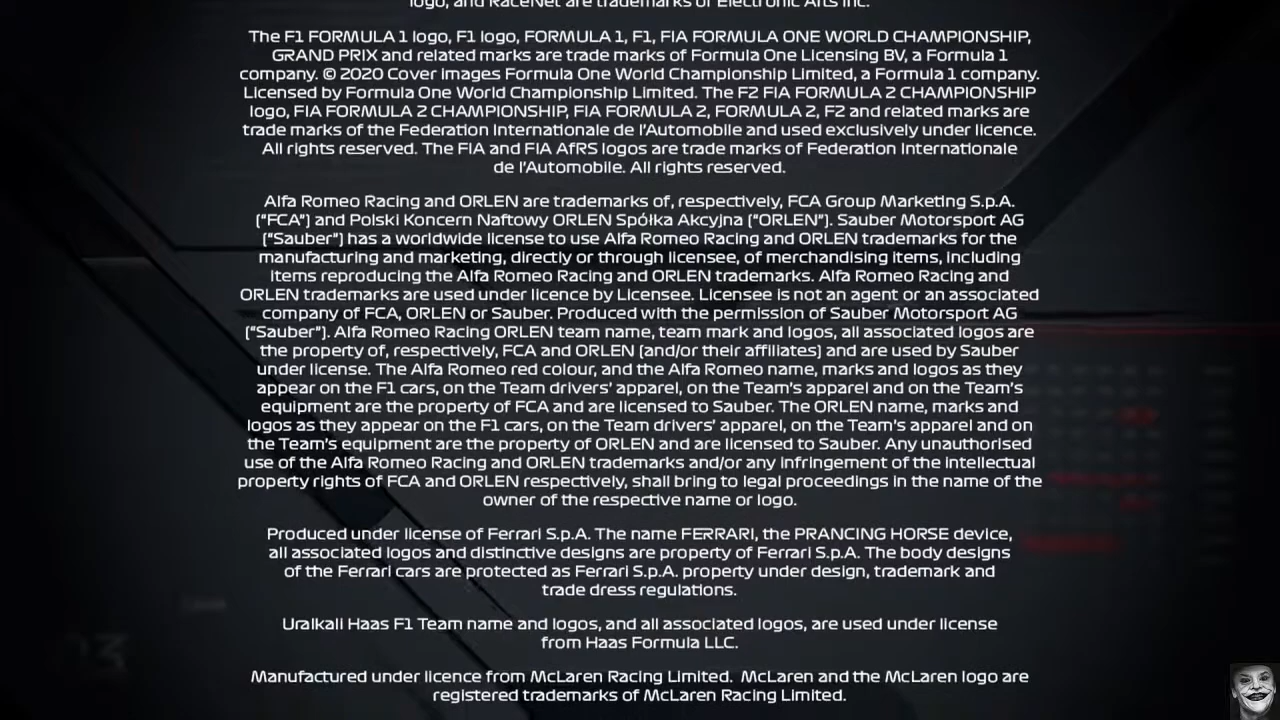 logo, and RaceNet are trademarks of Electronic Arts Inc.
The F1 FORMULA 1 logo, F1 logo, FORMULA 1, F1, FIA FORMULA ONE WORLD CHAMPIONSHIP,
GRAND PRIX and related marks are trade marks of Formula One Licensing BV, a Formula 1
company. © 2020 Cover images Formula One World Championship Limited, a Formula 1 company.
Licensed by Formula One World Championship Limited. The F2 FIA FORMULA 2 CHAMPIONSHIP
logo, FIA FORMULA 2 CHAMPIONSHIP, FIA FORMULA 2, FORMULA 2, F2 and related marks are
trade marks of the Federation Internationale de l'Automobile and used exclusively under licence.
All rights reserved. The FIA and FIA AfRS logos are trade marks of Federation Internationale
de l'Automobile. All rights reserved.
Alfa Romeo Racing and ORLEN are trademarks of, respectively, FCA Group Marketing S.p.A.
("FCA") and Polski Koncern Naftowy ORLEN Spółka Akcyjna ("ORLEN"). Sauber Motorsport AG
("Sauber") has a worldwide license to use Alfa Romeo Racing and ORLEN trademarks for the
manufacturing and marketing, directly or through licensee, of merchandising items, including
items reproducing the Alfa Romeo Racing and ORLEN trademarks. Alfa Romeo Racing and
ORLEN trademarks are used under licence by Licensee. Licensee is not an agent or an associated
company of FCA, ORLEN or Sauber. Produced with the permission of Sauber Motorsport AG
("Sauber"). Alfa Romeo Racing ORLEN team name, team mark and logos, all associated logos are
the property of, respectively, FCA and ORLEN (and/or their affiliates) and are used by Sauber
under license. The Alfa Romeo red colour, and the Alfa Romeo name, marks and logos as they
appear on the F1 cars, on the Team drivers' apparel, on the Team's apparel and on the Team's
equipment are the property of FCA and are licensed to Sauber. The ORLEN name, marks and
logos as they appear on the F1 cars, on the Team drivers' apparel, on the Team's apparel and on
the Team's equipment are the property of ORLEN and are licensed to Sauber. Any unauthorised
use of the Alfa Romeo Racing and ORLEN trademarks and/or any infringement of the intellectual
property rights of FCA and ORLEN respectively, shall bring to legal proceedings in the name of the
owner of the respective name or logo.
Produced under license of Ferrari S.p.A. The name FERRARI, the PRANCING HORSE device,
all associated logos and distinctive designs are property of Ferrari S.p.A. The body designs
of the Ferrari cars are protected as Ferrari S.p.A. property under design, trademark and
trade dress regulations.
Uralkali Haas F1 Team name and logos, and all associated logos, are used under license
from Haas Formula LLC.
Manufactured under licence from McLaren Racing Limited. McLaren and the McLaren logo are
registered trademarks of McLaren Racing Limited.